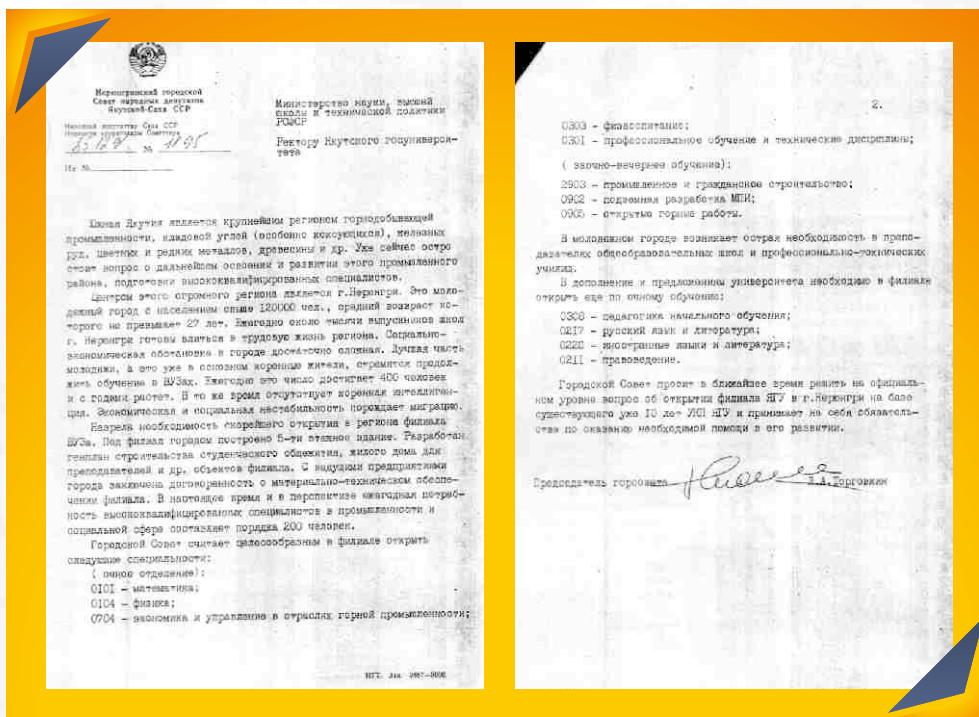 Нерюнгринский городской
Совет народных депутатов
Якутской-Саха ССР
Министерство науки, высшей
школы и технической политики
РСФСР
Ректору Якутского госуниверси-
тета
№ 1195
На №
Южная Якутия является крупнейшим регионом горнодобывающей
промышленности, кладовой углей (особенно коксующихся), железных
руд, цветных и редких металлов, древесины и др. Уже сейчас остро
стоит вопрос о дальнейшем освоении и развитии этого промышленного
района, подготовки высококвалифицированных специалистов.
Центром этого огромного региона является г.Нерюнгри. Это моло-
дежный город с населением свыше 120000 чел., средний возраст ко-
торого не превышает 27 лет. Ежегодно около тысячи выпускников школ
г. Нерюнгри готовы влиться в трудовую жизнь региона. Социально-
экономическая обстановка в городе достаточно сложная. Лучшая часть
молодежи, а это уже в основном коренные жители, стремится продол-
жить обучение в ВУЗах. Ежегодно это число достигает 400 человек
и с годами растет. В то же время отсутствует коренная интеллиген-
ция. Экономическая и социальная нестабильность порождает миграцию.
Назрела необходимость скорейшего открытия в регионе филиала
ВУЗа. Под филиал городом построено 5-ти этажное здание. Разработан
генплан строительства студенческого общежития, жилого дома для
преподавателей и др. объектов филиала. С ведущими предприятиями
города заключена договоренность о материально-техническом обеспе-
чении филиала. В настоящее время и в перспективе ежегодная потреб-
ность высококвалифицированных специалистов в промышленности и
социальной сфере составляет порядка 200 человек.
Городской Совет считает целесообразным в филиале открыть
следующие специальности:
( очное отделение):
0101 – математика;
0104 – физика;
0704 – экономика и управление в отраслях горной промышленности;
2.
0303 – физвоспитание;
0301 – профессиональное обучение и технические дисциплины;
( заочно-вечернее обучение):
2903 – промышленное и гражданское строительство;
0902 – подземная разработка МПИ;
0905 – открытые горные работы.
В молодежном городе возникает острая необходимость в препо-
давателях общеобразовательных школ и профессионально-технических
училищ.
В дополнение к предложениям университета необходимо в филиале
открыть еще по очному обучению:
0308 – педагогика начального обучения;
0217 – русский язык и литература;
0220 – иностранные языки и литература;
0211 – правоведение.
Городской Совет просит в ближайшее время решить на официаль-
ном уровне вопрос об открытии филиала ЯГУ в г.Нерюнгри на базе
существующего уже 10 лет ЯГУ и принимает на себя обязатель-
ства по оказанию необходимой помощи в его развитии.
Председатель горсовета В.А.Торговкин